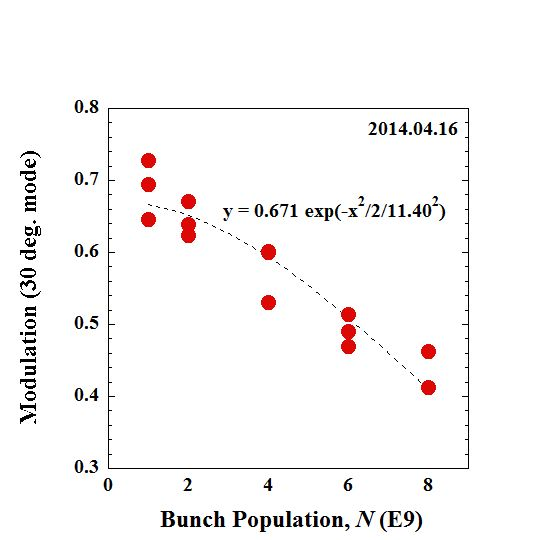 2014.04.16
y = 0.671 exp(-x²/2/11.40²)
0.8
0.7
0.6
0.5
0.4
0.3
0 2 4 6 8
Modulation (30 deg. mode)
Bunch Population, N (E9)